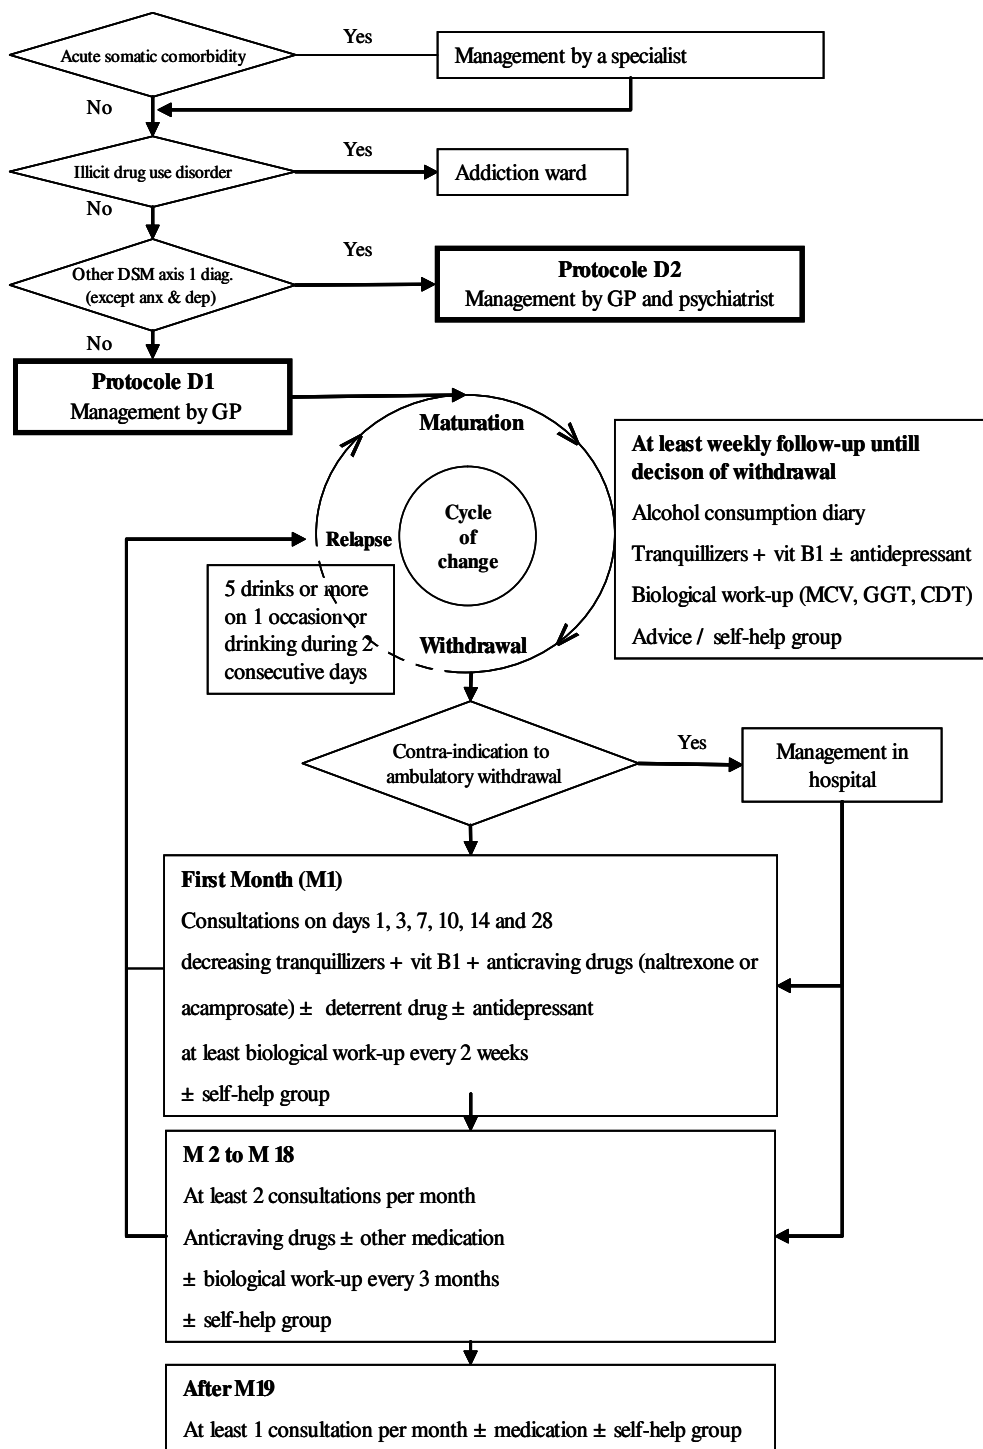 Acute somatic comorbidity
Yes
Management by a specialist
No
Illicit drug use disorder
Yes
Addiction ward
No
Other DSM axis 1 diag.
(except anx & dep)
Yes
Protocole D2
Management by GP and psychiatrist
No
Protocole D1
Management by GP
Maturation
Cycle
of
change
Relapse
Withdrawal
At least weekly follow-up untill
decison of withdrawal
Alcohol consumption diary
Tranquillizers + vit B1 ± antidepressant
Biological work-up (MCV, GGT, CDT)
Advice / self-help group
5 drinks or more
on 1 occasion or
drinking during 2
consecutive days
Contra-indication to
ambulatory withdrawal
Yes
Management in
hospital
First Month (M1)
Consultations on days 1, 3, 7, 10, 14 and 28
decreasing tranquillizers + vit B1 + anticraving drugs (naltrexone or
acamprosate) ± deterrent drug ± antidepressant
at least biological work-up every 2 weeks
± self-help group
M 2 to M 18
At least 2 consultations per month
Anticraving drugs ± other medication
± biological work-up every 3 months
± self-help group
After M19
At least 1 consultation per month ± medication ± self-help group